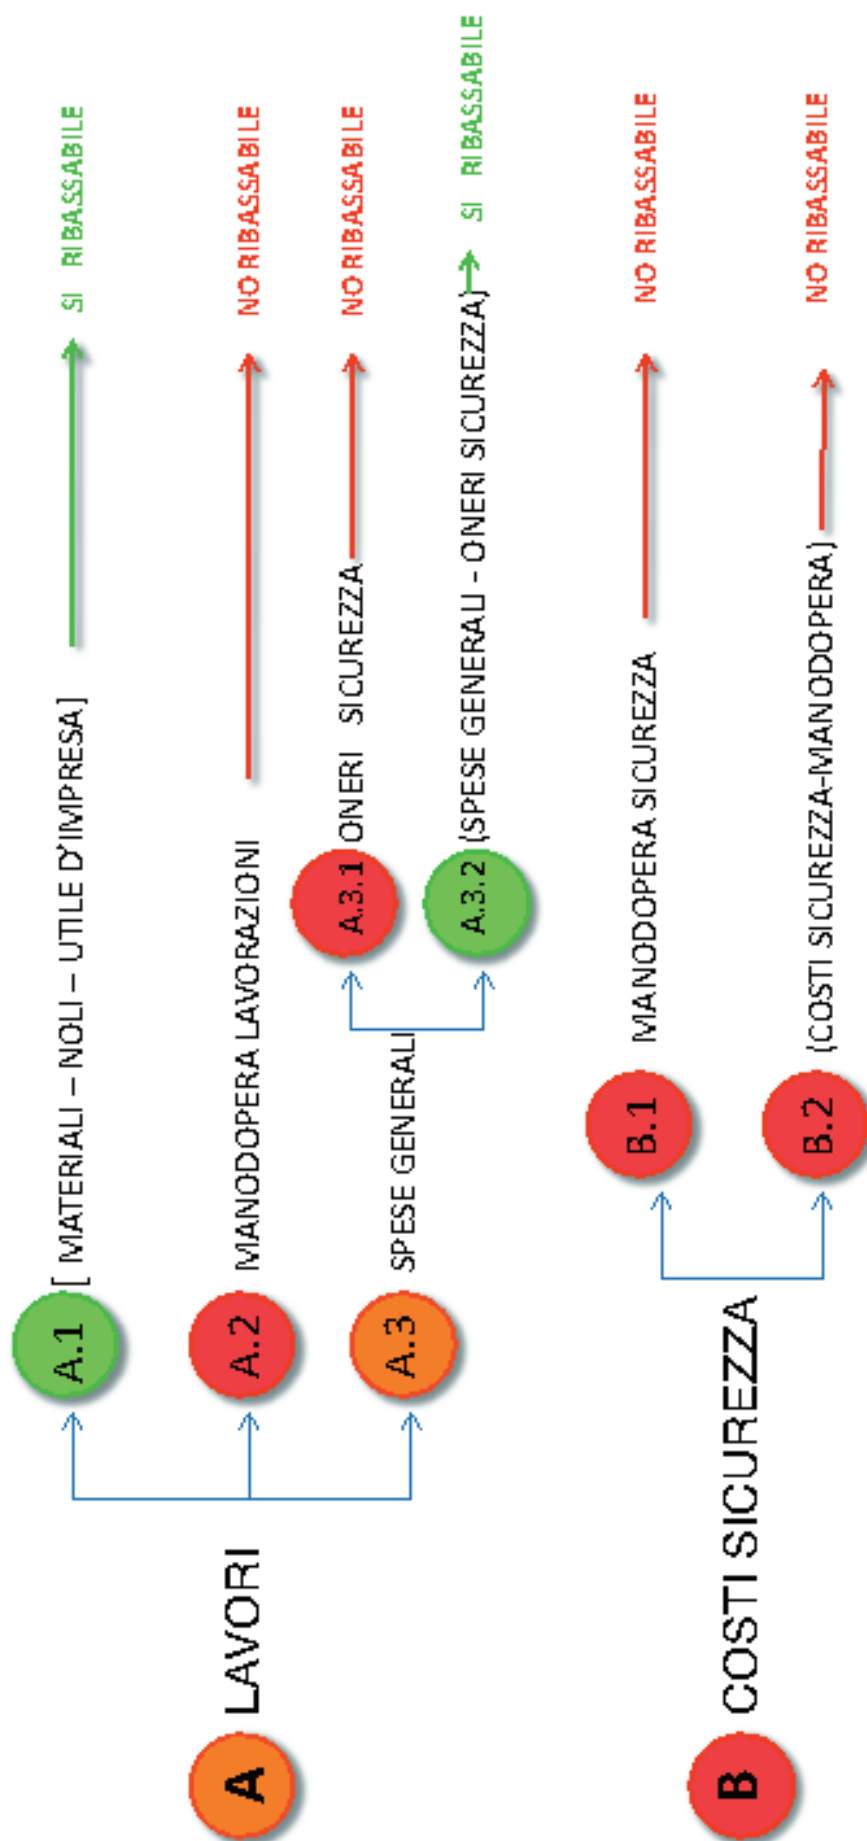 A LAVORI
A.1 [ MATERIALI – NOLI – UTILE D'IMPRESA] SI RIBASSABILE
A.2 MANODOPERA LAVORAZIONI NO RIBASSABILE
A.3 SPESE GENERALI
A.3.1 ONERI SICUREZZA NO RIBASSABILE
A.3.2 (SPESE GENERALI - ONERI SICUREZZA) SI RIBASSABILE
B COSTI SICUREZZA
B.1 MANODOPERA SICUREZZA NO RIBASSABILE
B.2 (COSTI SICUREZZA-MANODOPERA) NO RIBASSABILE